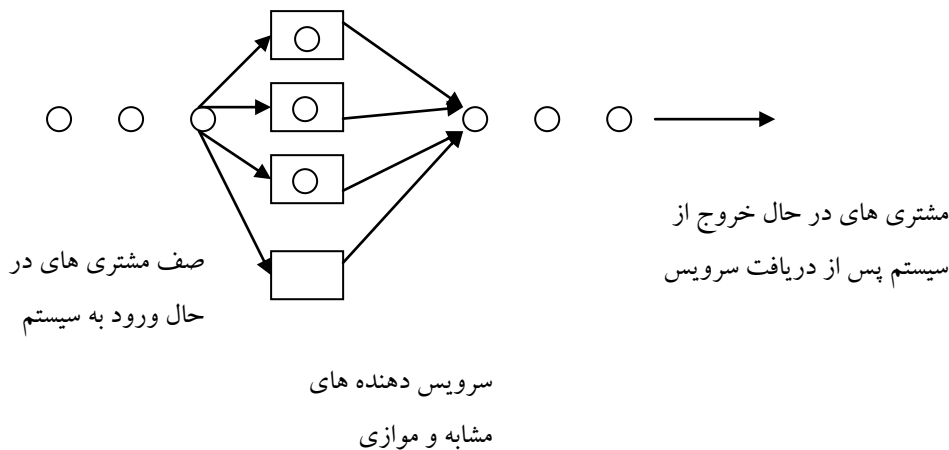 مشتری های در حال خروج از
سیستم پس از دریافت سرویس
صف مشتری های در
حال ورود به سیستم
سرویس دهنده های
مشابه و موازی